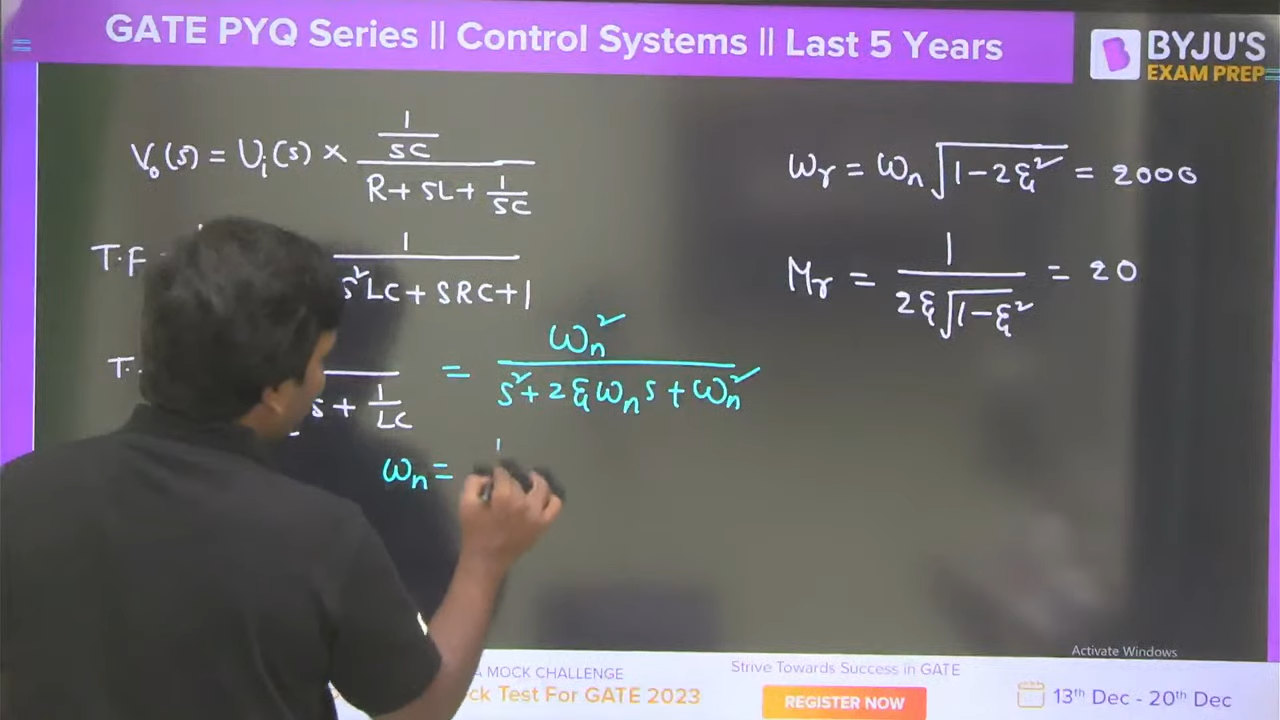 GATE PYQ Series || Control Systems || Last 5 Years
BYJU'S
EXAM PREP
V₀(s) = Vᵢ(s) × (1/SC) / (R + SL + 1/SC)
ωr = ωn √(1-2ξ²) = 2000
T.F 1 / (s²LC + SRC + 1)
Mr = 1 / (2ξ√(1-ξ²)) = 20
T. s + 1/LC = ωn² / (s² + 2ξωn s + ωn²)
ωn =
Activate Windows
A MOCK CHALLENGE
ck Test For GATE 2023
Strive Towards Success in GATE
REGISTER NOW
13th Dec - 20th Dec